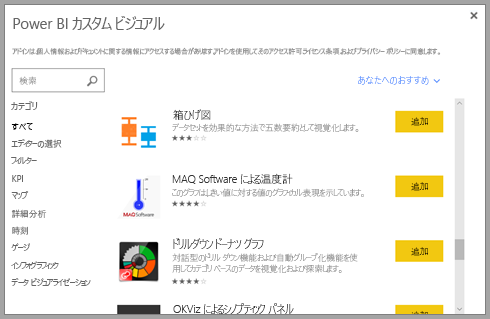 Power BI カスタム ビジュアル
アドインは個人情報およびドキュメントに関する情報にアクセスする場合があります。アドインを使用してそのアクセス許可ライセンス条項およびプライバシー ポリシーに同意します。
検索
あなたへのおすすめ
カテゴリ
すべて
エディターの選択
フィルター
KPI
マップ
詳細分析
時刻
ゲージ
インフォグラフィック
データ ビジュアライゼーション
箱ひげ図
データセットを効果的な方法で五数要約として視覚化します。
追加
MAQSoftware
MAQ Software による温度計
このグラフはしきい値に対する値のグラフィカル表現を示しています。
追加
ドリルダウンドーナツ グラフ
対話型のドリル ダウン機能および自動グループ化機能を使
用してカテゴリ ベースのデータを視覚化および探索します。
追加
OKViz によるシノプティック パネル